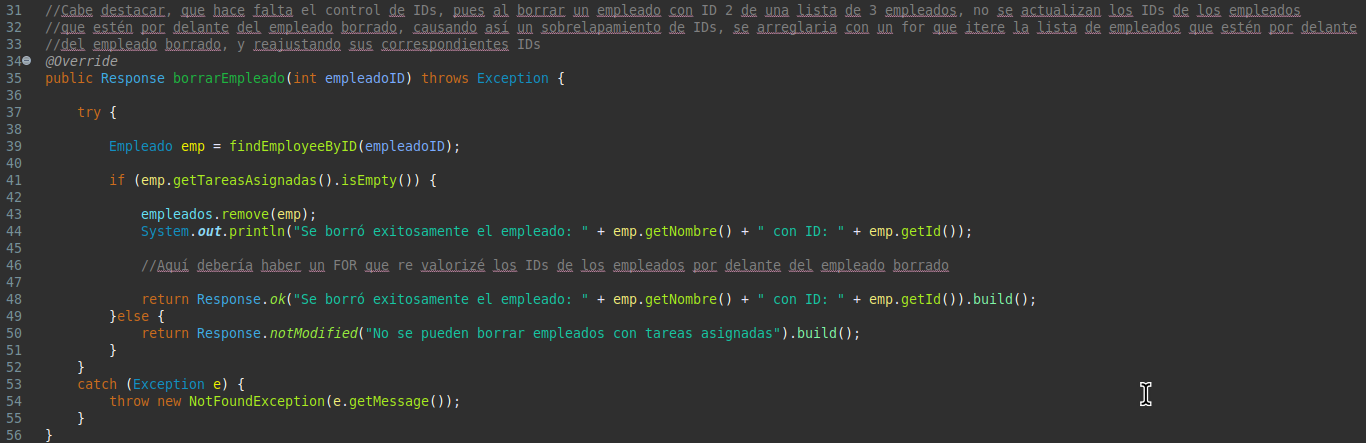 31 //Cabe destacar, que hace falta el control de IDs, pues al borrar un empleado con ID 2 de una lista de 3 empleados, no se actualizan los IDs de los empleados
32 //que estén por delante del empleado borrado, causando así un sobrelapamiento de IDs, se arreglaria con un for que itere la lista de empleados que estén por delante
33 //del empleado borrado, y reajustando sus correspondientes IDs
34 @Override
35 public Response borrarEmpleado(int empleadoID) throws Exception {
36
37 try {
38
39 Empleado emp = findEmployeeByID(empleadoID);
40
41 if (emp.getTareasAsignadas().isEmpty()) {
42
43 empleados.remove(emp);
44 System.out.println("Se borró exitosamente el empleado: " + emp.getNombre() + " con ID: " + emp.getId());
45
46 //Aquí debería haber un FOR que re valorizé los IDs de los empleados por delante del empleado borrado
47
48 return Response.ok("Se borró exitosamente el empleado: " + emp.getNombre() + " con ID: " + emp.getId()).build();
49 }else {
50 return Response.notModified("No se pueden borrar empleados con tareas asignadas").build();
51 }
52 }
53 catch (Exception e) {
54 throw new NotFoundException(e.getMessage());
55 }
56 }